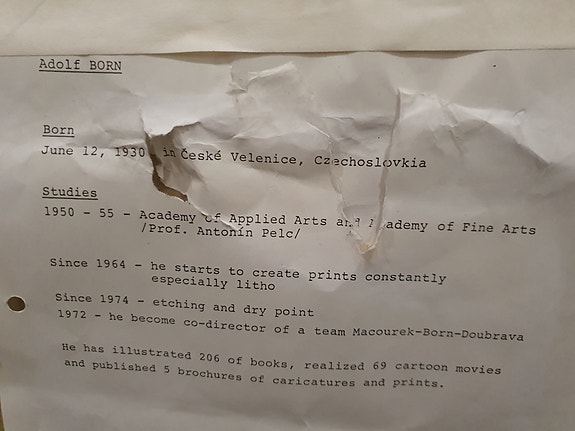 Adolf BORN
Born
June 12, 1930 in České Velenice, Czechoslovkia
Studies
1950 - 55 - Academy of Applied Arts and Academy of Fine Arts
/Prof. Antonín Pelc/
Since 1964 - he starts to create prints constantly
especially litho
Since 1974 - etching and dry point
1972 - he become co-director of a team Macourek-Born-Doubrava
He has illustrated 206 of books, realized 69 cartoon movies
and published 5 brochures of caricatures and prints.